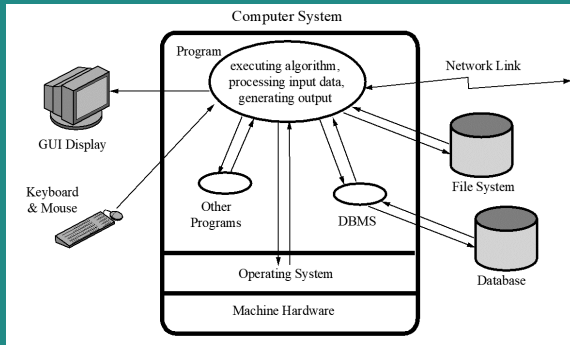 Computer System
Program
executing algorithm,
processing input data,
generating output
Network Link
GUI Display
File System
Keyboard
& Mouse
Other
Programs
DBMS
Operating System
Database
Machine Hardware